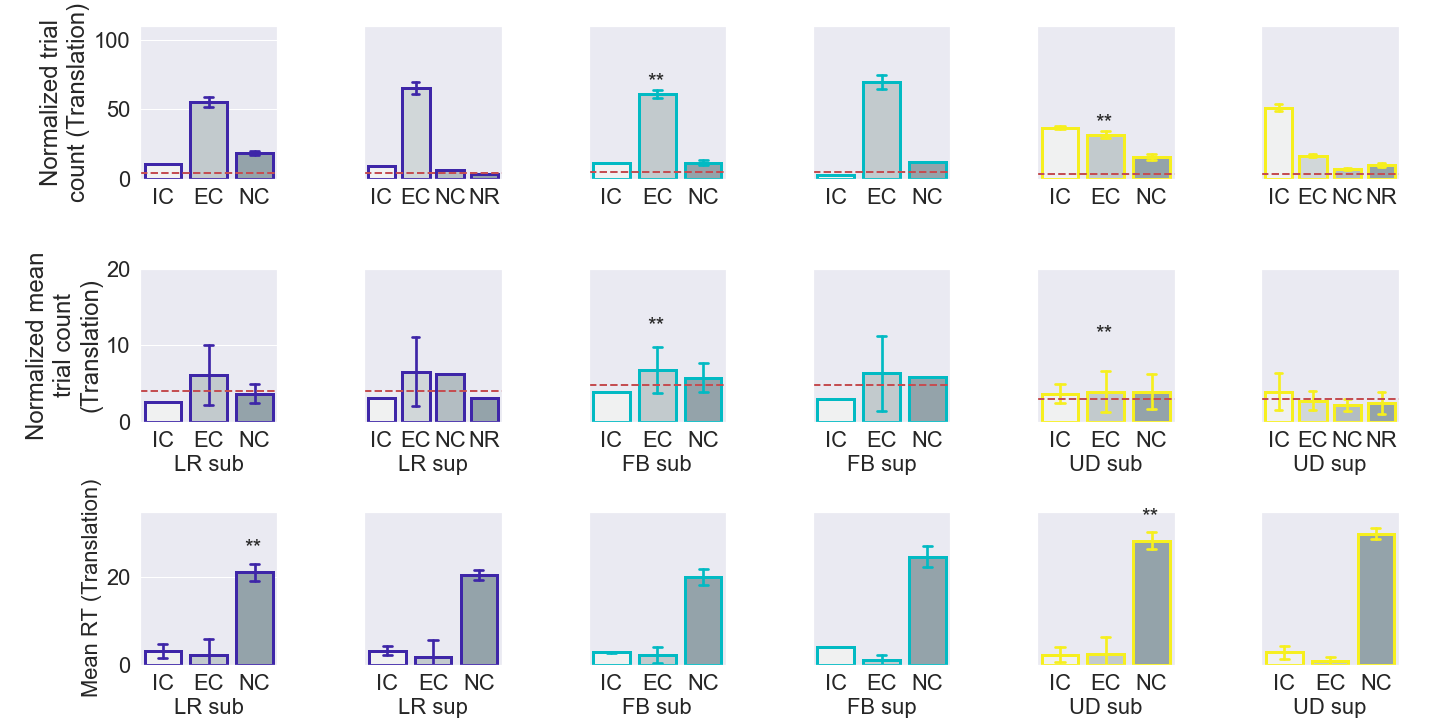 Normalized trial
count (Translation)
100
50
0
**
**
IC EC NC
IC EC NC NR
IC EC NC
IC EC NC
IC EC NC
IC EC NC NR
Normalized mean
trial count
(Translation)
20
10
0
**
**
IC EC NC
IC EC NC NR
IC EC NC
IC EC NC
IC EC NC
IC EC NC NR
LR sub
LR sup
FB sub
FB sup
UD sub
UD sup
Mean RT (Translation)
20
0
**
**
IC EC NC
IC EC NC
IC EC NC
IC EC NC
IC EC NC
IC EC NC
LR sub
LR sup
FB sub
FB sup
UD sub
UD sup